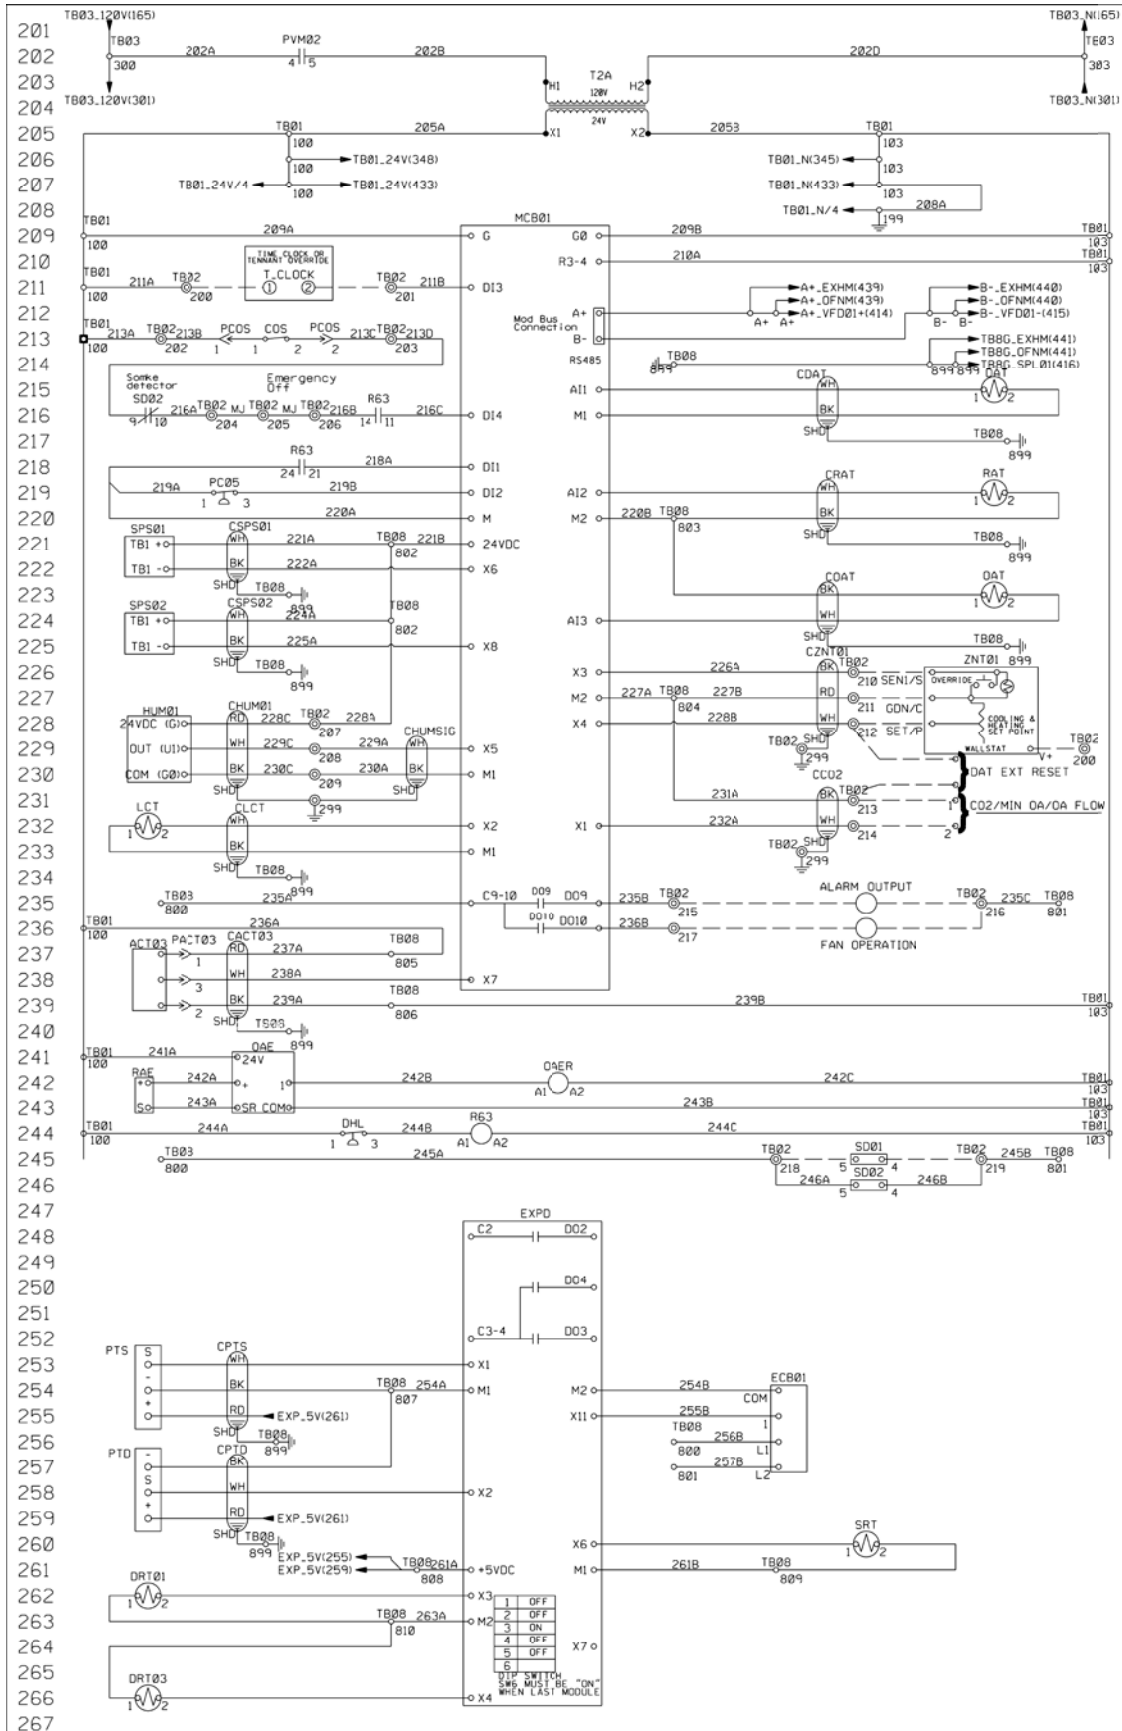 TB03_120V(165) TB03_N(165)
201
TB03 202A PVM02 202B 202D TB03
202
300 4 5 303
203 H1 T2A H2
120V
TB03_120V(301) TB03_N(301)
204
24V
205 TB01 205A X1 X2 205B TB01
100 103
206 TB01_24V(348) TB01_N(345)
100 103
207 TB01_24V/4 TB01_24V(433) TB01_N(433)
100 103
208 TB01_N/4 208A
199
TB01 MCB01 TB01
209 209A G G0 209B
100 103
210 TIME CLOCK OR R3-4 210A TB01
TENNANT OVERRIDE 103
TB01 TB02 T_CLOCK TB02
211 211A 1 2 211B DI3 A+_EXHM(439) B-_EXHM(440)
100 200 201 A+_OFNM(439) B-_OFNM(440)
212 A+ A+_VFD01+(414) B-_VFD01-(415)
Mod Bus A+ A+ B- B-
Connection
TB01 TB02 PCOS COS PCOS TB02
213 213A 213B 213C 213D B- TB8G_EXHM(441)
100 202 1 1 2 2 203 TB8G_OFNM(441)
214 RS485 TB08 TB8G_SPL01(416)
899 899 899
Somke Emergency
detector Off
215 AI1 CDAT WH DAT
SD02 TB02 MJ TB02 MJ TB02 R63 1 2
216 216A 216B 216C DI4 M1 BK
9 10 204 205 206 14 11
217 SHD TB08
899
R63
218 218A DI1
24 21
219 219A PC05 219B DI2 AI2 CRAT WH RAT
1 3 1 2
220 220A M M2 220B TB08 BK
803
SPS01 CSPS01
221 TB1 + WH 221A TB08 221B 24VDC SHD TB08
802 899
222 TB1 - BK 222A X6
223 SHD TB08 COAT BK OAT
899 1 2
SPS02 CSPS02 TB08
224 TB1 + WH 224A AI3 WH
802
225 TB1 - BK 225A X8 SHD TB08
899
226 SHD TB08 X3 226A CZNT01 BK TB02 ZNT01
899 210 SEN1/S OVERRIDE
227 M2 227A TB08 227B RD
804 211 GDN/C
HUM01 CHUM01 TB02
228 24VDC (G) RD 228C 228A CHUMSIG X4 228B WH COOLING &
207 212 SET/P HEATING
SET POINT
229 OUT (U1) WH 229C 229A WH X5 TB02 SHD WALLSTAT TB02
208 299 V+ 200
230 COM (G0) BK 230C 230A BK M1 CCO2 DAT EXT RESET
209
231 SHD SHD 231A BK TB02 1
299 213 CO2/MIN OA/OA FLOW
LCT CLCT
232 WH X2 X1 232A WH
1 2 214 2
233 BK M1 TB02 SHD
299
234 SHD TB08
899
235 TB08 235A C9-10 DO9 DO9 235B TB02 ALARM OUTPUT TB02 235C TB08
800 215 216 801
236 TB01 236A DO10 DO10 236B
100 217
FAN OPERATION
237 ACT03 PACT03 CACT03 RD 237A TB08
1 805
238 WH 238A X7
3
239 BK 239A TB08 239B TB01
2 806 103
240 SHD TB08
899
241 TB01 241A OAE 24V
100
242 RAE + 242A + 1 242B OAER 242C TB01
A1 A2 103
243 S 243A SR COM 243B TB01
103
244 TB01 244A DHL 244B R63 244C TB01
100 1 3 A1 A2 103
245 TB08 245A TB02 SD01 TB02 245B TB08
800 218 5 4 219 801
246 246A SD02 246B
5 4
247
EXPD
248 C2 DO2
249
250 DO4
251
252 C3-4 DO3
PTS CPTS
253 S WH X1
254 - BK TB08 254A M1 M2 254B COM ECB01
807
255 + RD EXP_5V(261) X11 255B 1
256 SHD TB08 TB08 256B L1
899 800
257 PTD - CPTD BK 257B L2
801
258 S WH X2
259 + RD EXP_5V(261)
260 SHD TB08 X6 SRT
899 1 2
EXP_5V(255)
261 EXP_5V(259) TB08 261A +5VDC M1 261B TB08
808 809
262 DRT01 X3 1 OFF
1 2
263 TB08 263A M2 2 OFF
810 3 ON
264 4 OFF X7
5 OFF
265 6
DIP SWITCH
DRT03 SW6 MUST BE "ON"
266 X4 WHEN LAST MODULE
1 2
267